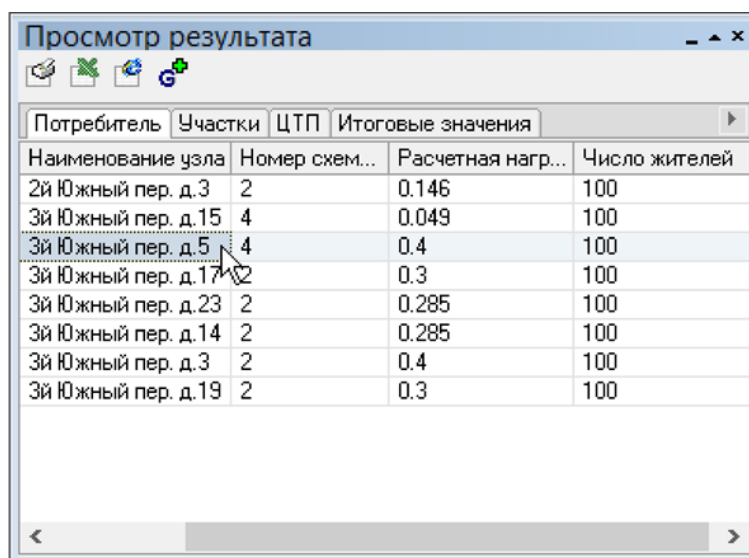 Просмотр результата
G
Потребитель Участки ЦТП Итоговые значения
Наименование узла Номер схем... Расчетная нагр... Число жителей
2й Южный пер. д.3 2 0.146 100
3й Южный пер. д.15 4 0.049 100
3й Южный пер. д.5 4 0.4 100
3й Южный пер. д.17 2 0.3 100
3й Южный пер. д.23 2 0.285 100
3й Южный пер. д.14 2 0.285 100
3й Южный пер. д.3 2 0.4 100
3й Южный пер. д.19 2 0.3 100